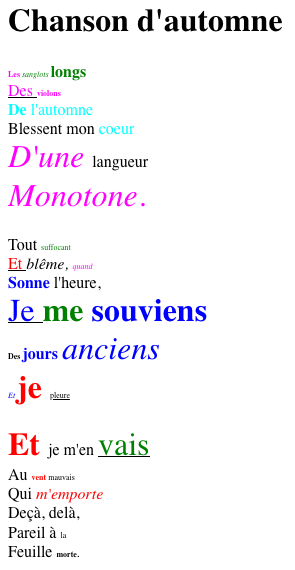 Chanson d'automne
Les sanglots longs
Des violons
De l'automne
Blessent mon coeur
D'une langueur
Monotone.
Tout suffocant
Et blême, quand
Sonne l'heure,
Je me souviens
Des jours anciens
Et je pleure
Et je m'en vais
Au vent mauvais
Qui m'emporte
Deçà, delà,
Pareil à la
Feuille morte.